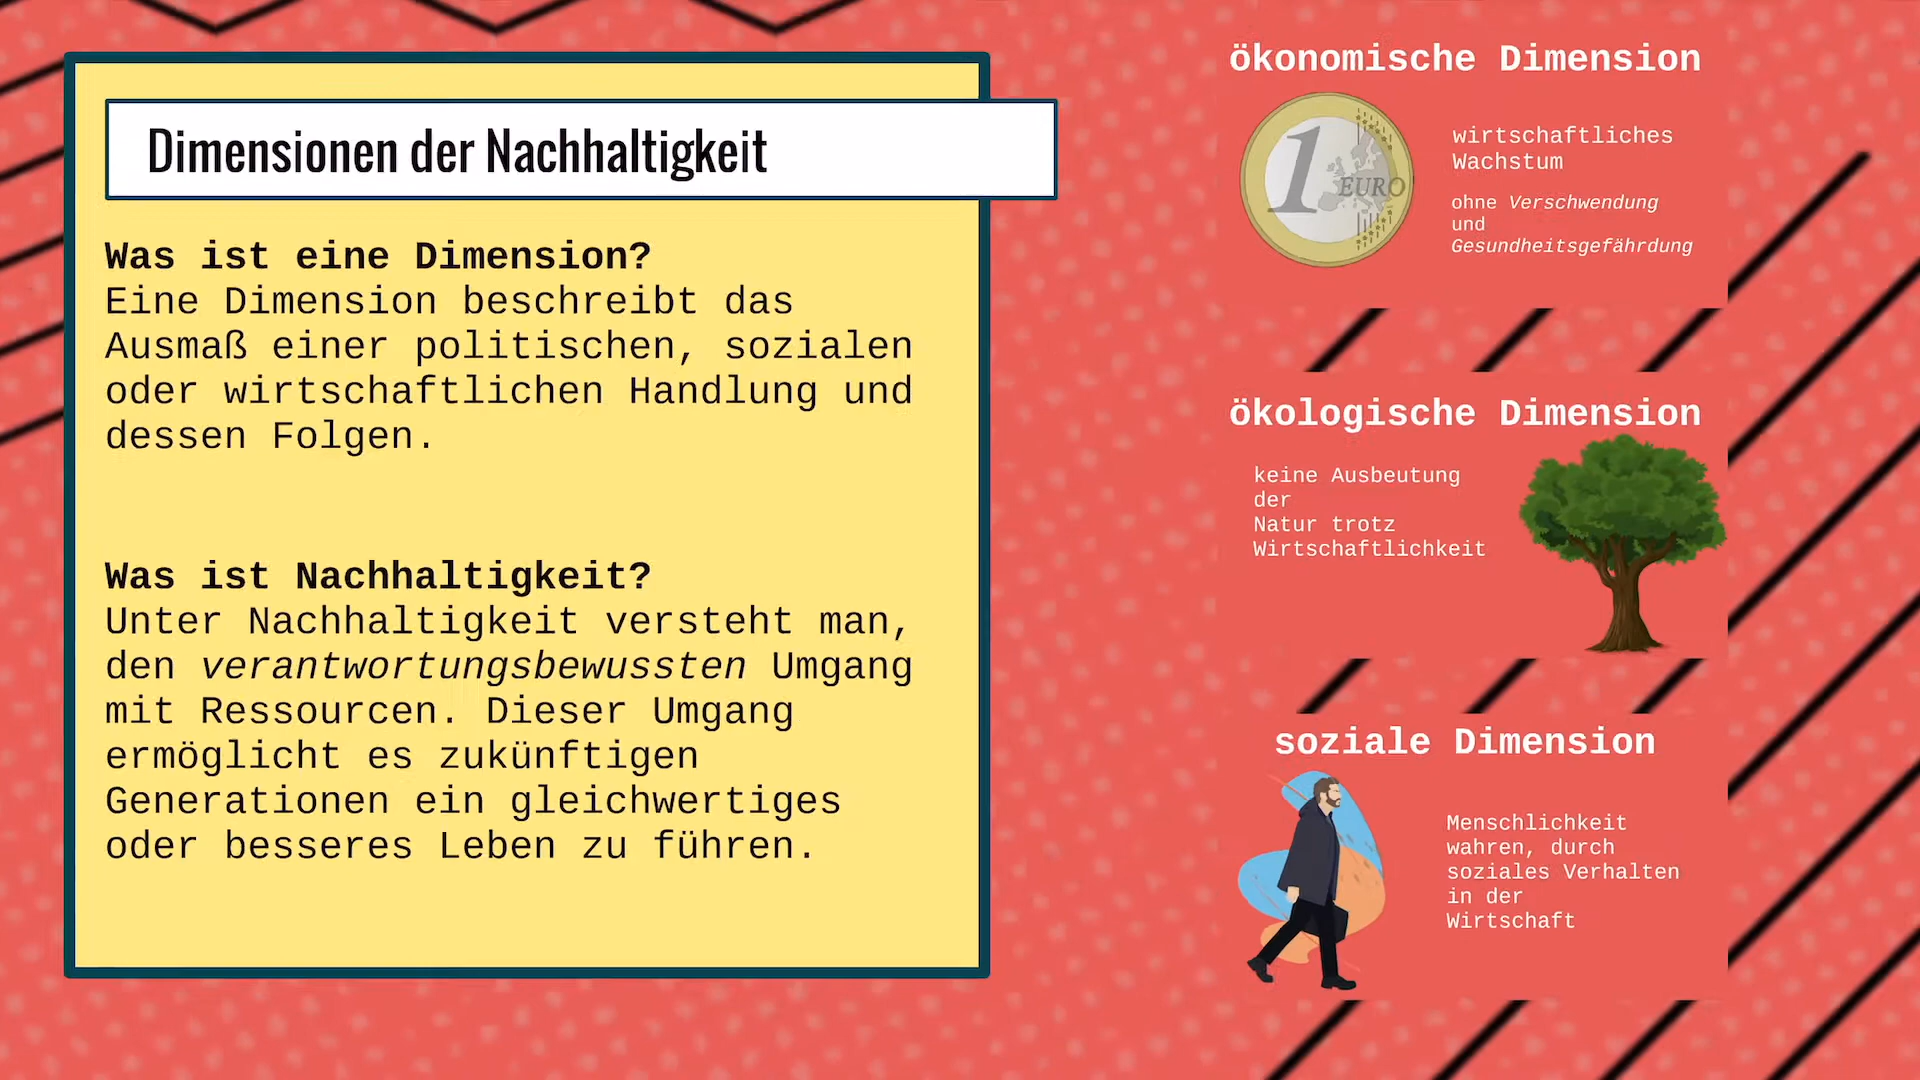 Dimensionen der Nachhaltigkeit
Was ist eine Dimension?
Eine Dimension beschreibt das
Ausmaß einer politischen, sozialen
oder wirtschaftlichen Handlung und
dessen Folgen.
Was ist Nachhaltigkeit?
Unter Nachhaltigkeit versteht man,
den verantwortungsbewussten Umgang
mit Ressourcen. Dieser Umgang
ermöglicht es zukünftigen
Generationen ein gleichwertiges
oder besseres Leben zu führen.
ökonomische Dimension
1 EURO
wirtschaftliches
Wachstum
ohne Verschwendung
und
Gesundheitsgefährdung
ökologische Dimension
keine Ausbeutung
der
Natur trotz
Wirtschaftlichkeit
soziale Dimension
Menschlichkeit
wahren, durch
soziales Verhalten
in der
Wirtschaft